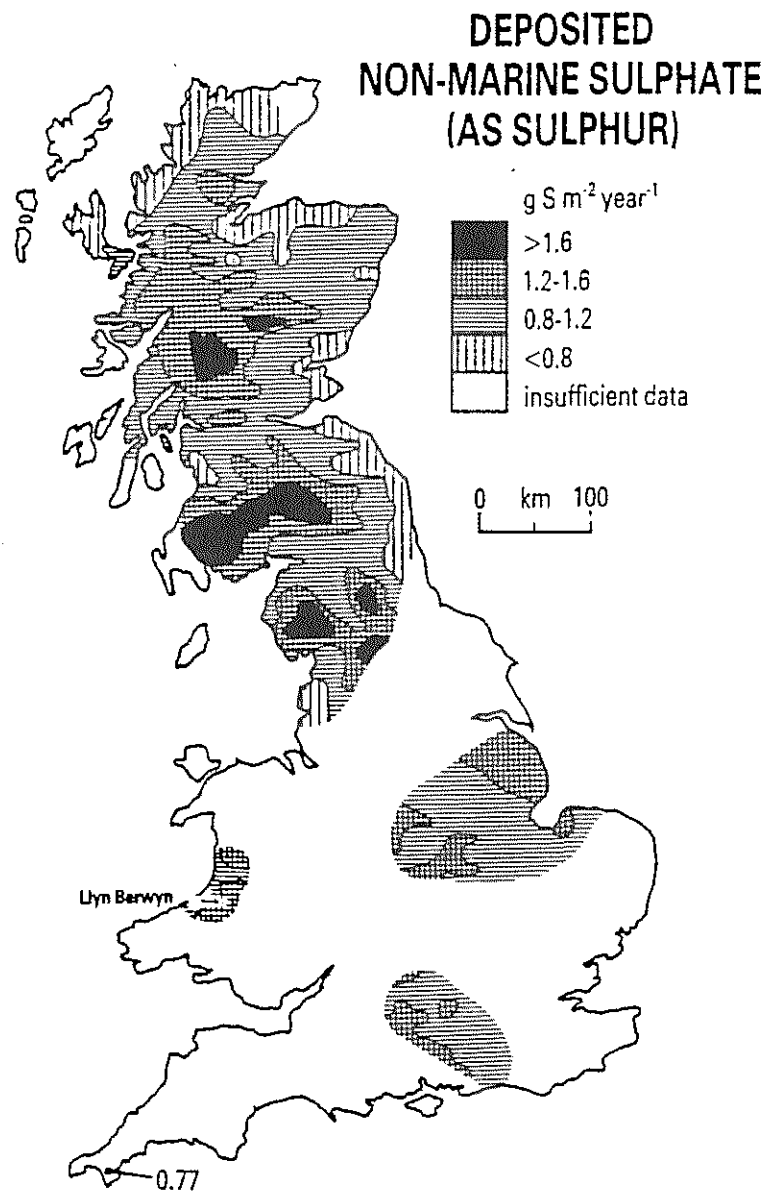 DEPOSITED
NON-MARINE SULPHATE
(AS SULPHUR)
g S m⁻² year⁻¹
>1.6
1.2-1.6
0.8-1.2
<0.8
insufficient data
0 km 100
Llyn Berwyn
0.77